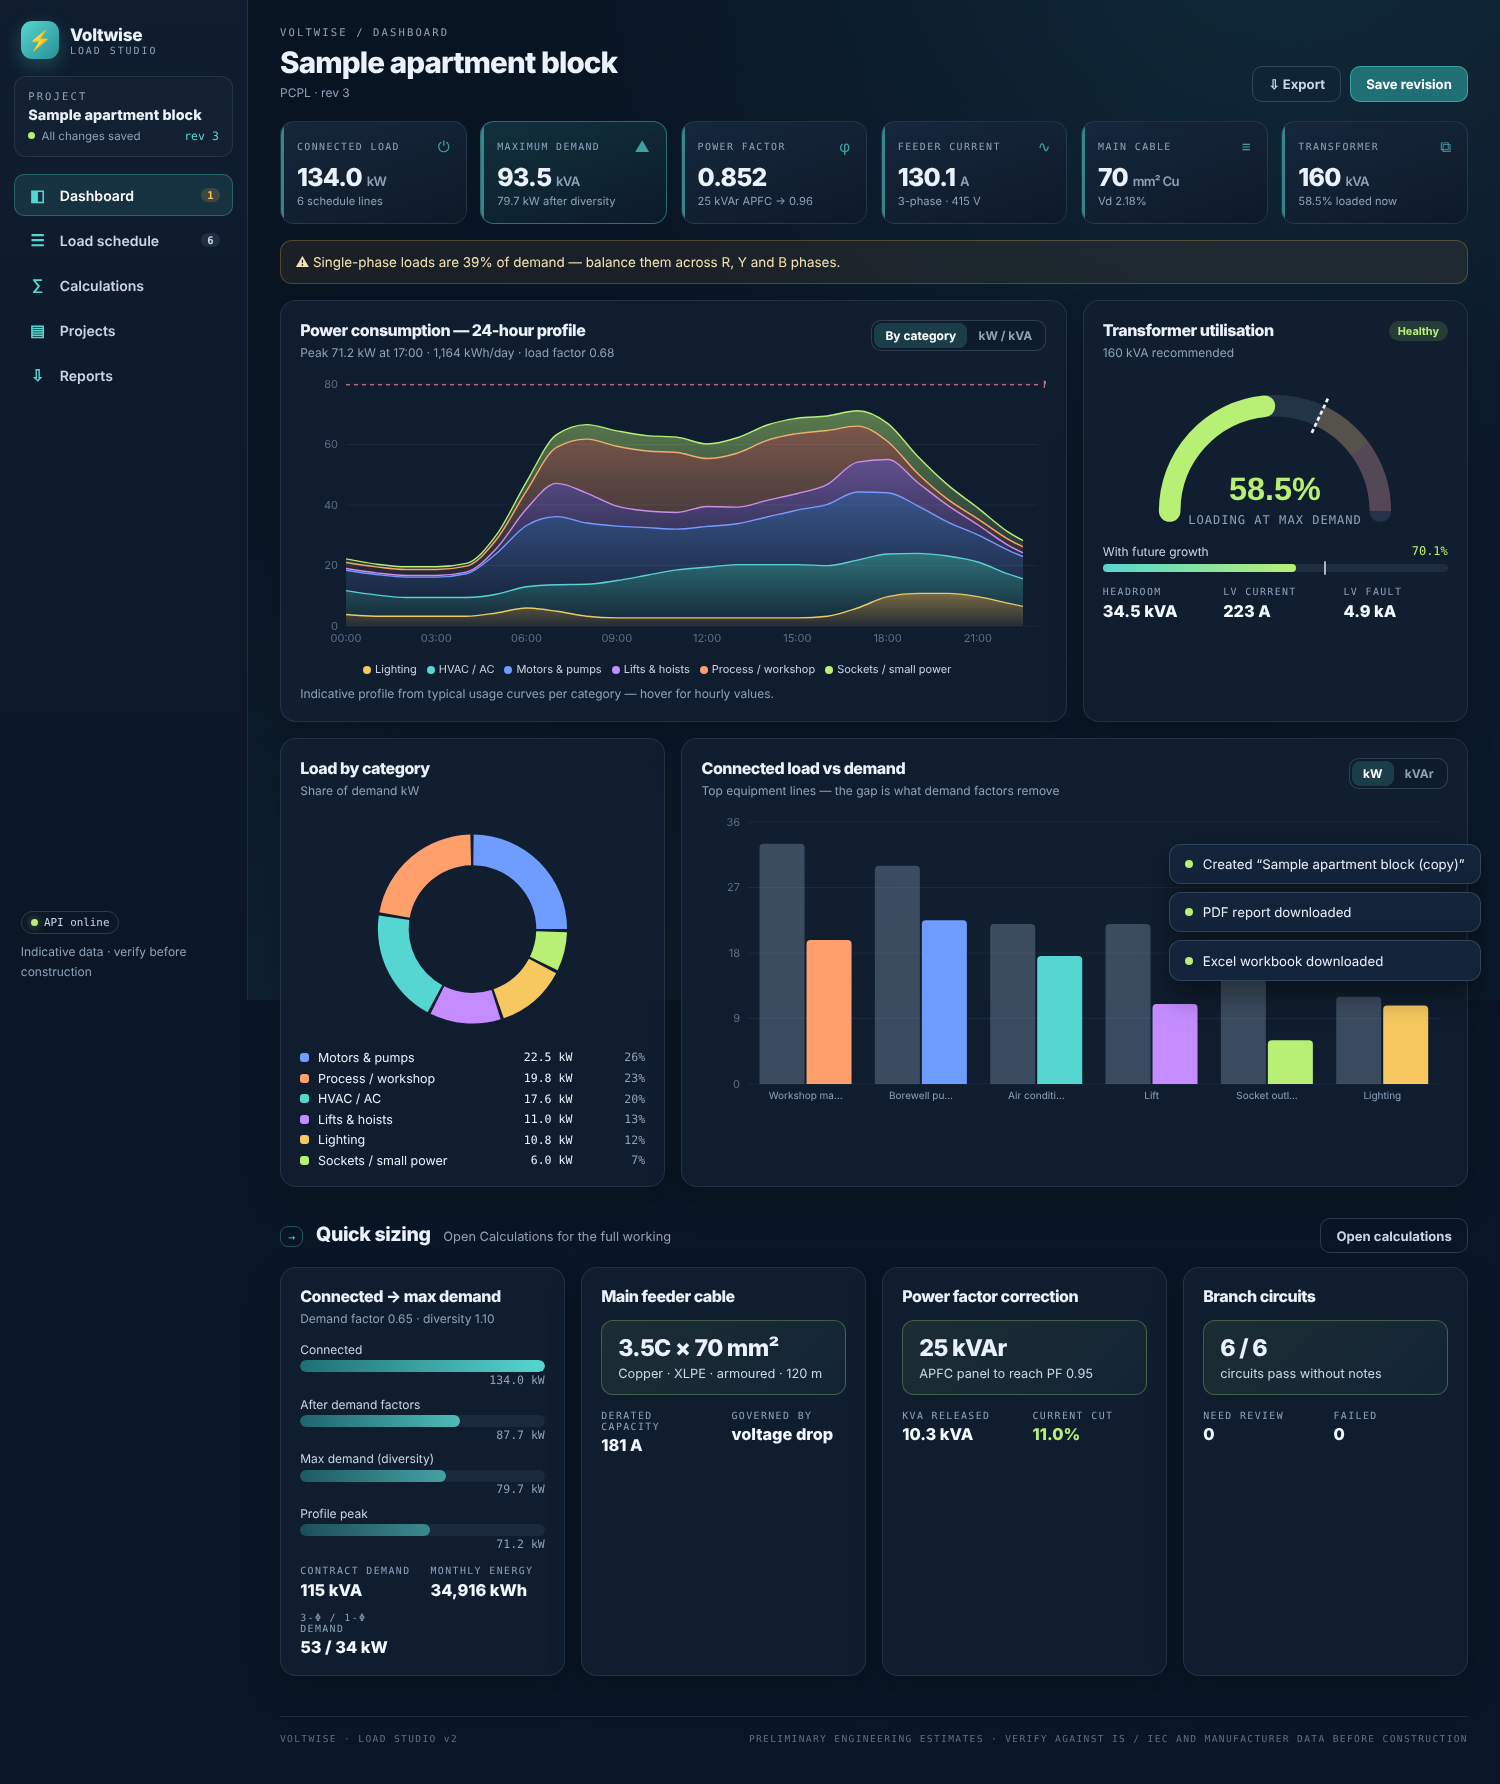 Voltwise
LOAD STUDIO
PROJECT
Sample apartment block
All changes saved rev 3
Dashboard 1
Load schedule 6
Calculations
Projects
Reports
API online
Indicative data · verify before
construction
VOLTWISE / DASHBOARD
Sample apartment block
PCPL · rev 3
⇩ Export
Save revision
CONNECTED LOAD
134.0 kW
6 schedule lines
MAXIMUM DEMAND
93.5 kVA
79.7 kW after diversity
POWER FACTOR φ
0.852
25 kVAr APFC → 0.96
FEEDER CURRENT ∿
130.1 A
3-phase · 415 V
MAIN CABLE ≡
70 mm² Cu
Vd 2.18%
TRANSFORMER
160 kVA
58.5% loaded now
⚠ Single-phase loads are 39% of demand — balance them across R, Y and B phases.
Power consumption — 24-hour profile
Peak 71.2 kW at 17:00 · 1,164 kWh/day · load factor 0.68
By category kW / kVA
80
60
40
20
0
00:00 03:00 06:00 09:00 12:00 15:00 18:00 21:00
Lighting HVAC / AC Motors & pumps Lifts & hoists Process / workshop Sockets / small power
Indicative profile from typical usage curves per category — hover for hourly values.
Transformer utilisation
Healthy
160 kVA recommended
58.5%
LOADING AT MAX DEMAND
With future growth 70.1%
HEADROOM LV CURRENT LV FAULT
34.5 kVA 223 A 4.9 kA
Load by category
Share of demand kW
Motors & pumps 22.5 kW 26%
Process / workshop 19.8 kW 23%
HVAC / AC 17.6 kW 20%
Lifts & hoists 11.0 kW 13%
Lighting 10.8 kW 12%
Sockets / small power 6.0 kW 7%
Connected load vs demand
Top equipment lines — the gap is what demand factors remove
kW kVAr
36
27
18
9
0
Workshop ma... Borewell pu... Air conditi... Lift Socket outl... Lighting
Created “Sample apartment block (copy)”
PDF report downloaded
Excel workbook downloaded
→ Quick sizing Open Calculations for the full working
Open calculations
Connected → max demand
Demand factor 0.65 · diversity 1.10
Connected
134.0 kW
After demand factors
87.7 kW
Max demand (diversity)
79.7 kW
Profile peak
71.2 kW
CONTRACT DEMAND MONTHLY ENERGY
115 kVA 34,916 kWh
3-Φ / 1-Φ
DEMAND
53 / 34 kW
Main feeder cable
3.5C × 70 mm²
Copper · XLPE · armoured · 120 m
DERATED
CAPACITY
181 A
GOVERNED BY
voltage drop
Power factor correction
25 kVAr
APFC panel to reach PF 0.95
KVA RELEASED CURRENT CUT
10.3 kVA 11.0%
Branch circuits
6 / 6
circuits pass without notes
NEED REVIEW FAILED
0 0
VOLTWISE · LOAD STUDIO v2
PRELIMINARY ENGINEERING ESTIMATES · VERIFY AGAINST IS / IEC AND MANUFACTURER DATA BEFORE CONSTRUCTION